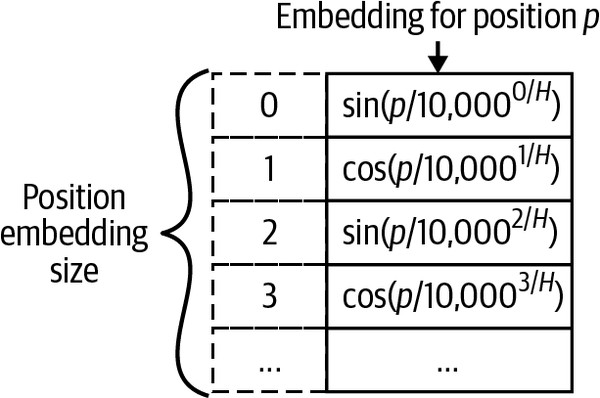 Embedding for position p
0 sin(p/10,000^0/H)
1 cos(p/10,000^1/H)
Position
embedding
size
2 sin(p/10,000^2/H)
3 cos(p/10,000^3/H)
... ...